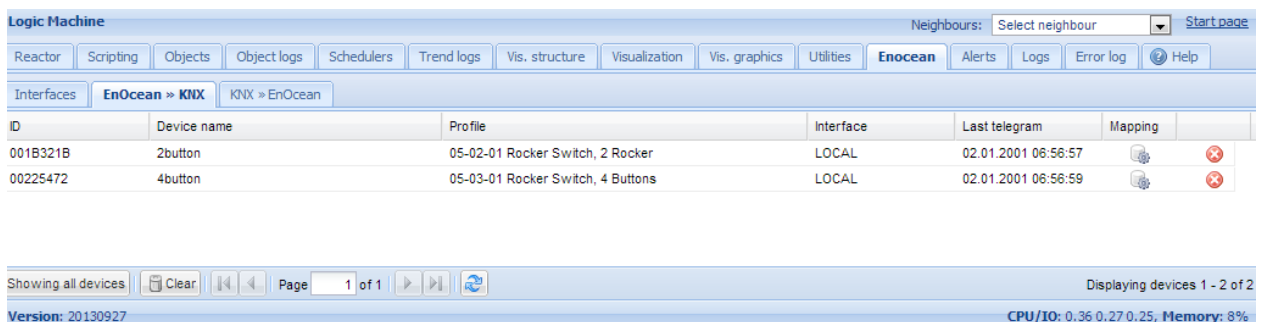 Logic Machine Neighbours: Select neighbour Start page
Reactor Scripting Objects Object logs Schedulers Trend logs Vis. structure Visualization Vis. graphics Utilities Enocean Alerts Logs Error log Help
Interfaces EnOcean » KNX KNX » EnOcean
ID Device name Profile Interface Last telegram Mapping
001B321B 2button 05-02-01 Rocker Switch, 2 Rocker LOCAL 02.01.2001 06:56:57
00225472 4button 05-03-01 Rocker Switch, 4 Buttons LOCAL 02.01.2001 06:56:59
Showing all devices Clear Page 1 of 1 Displaying devices 1 - 2 of 2
Version: 20130927 CPU/IO: 0.36 0.27 0.25, Memory: 8%